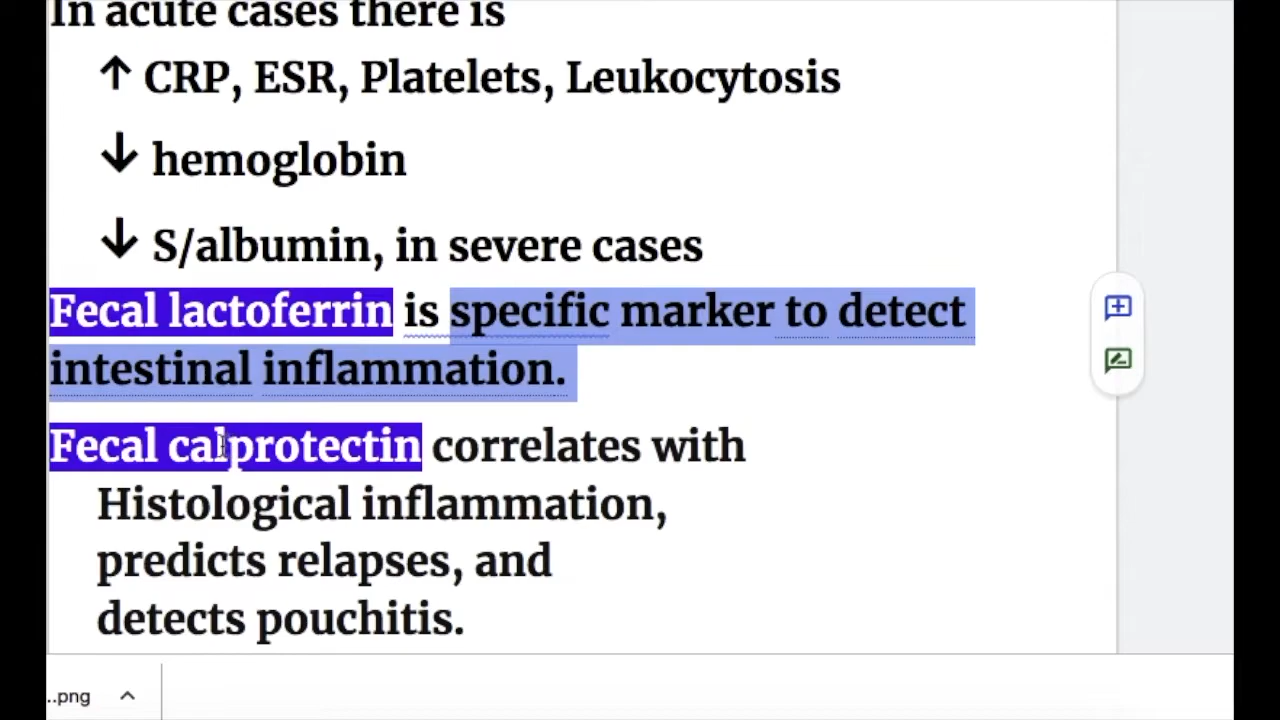 In acute cases there is
↑ CRP, ESR, Platelets, Leukocytosis
↓ hemoglobin
↓ S/albumin, in severe cases
Fecal lactoferrin is specific marker to detect
intestinal inflammation.
Fecal calprotectin correlates with
Histological inflammation,
predicts relapses, and
detects pouchitis.
..png